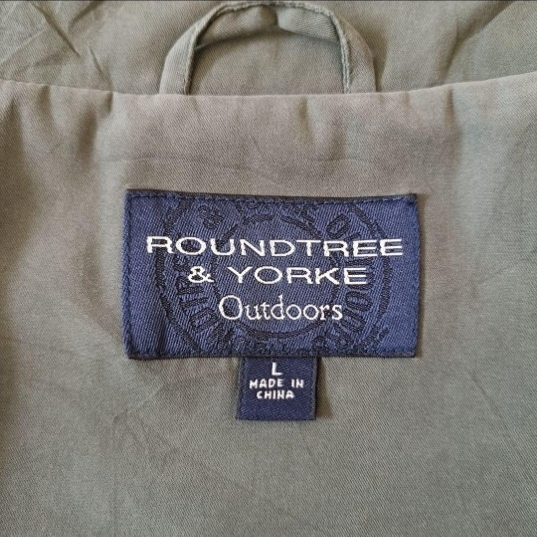 ROUNDTREE
& YORKE
Outdoors
L
MADE IN
CHINA